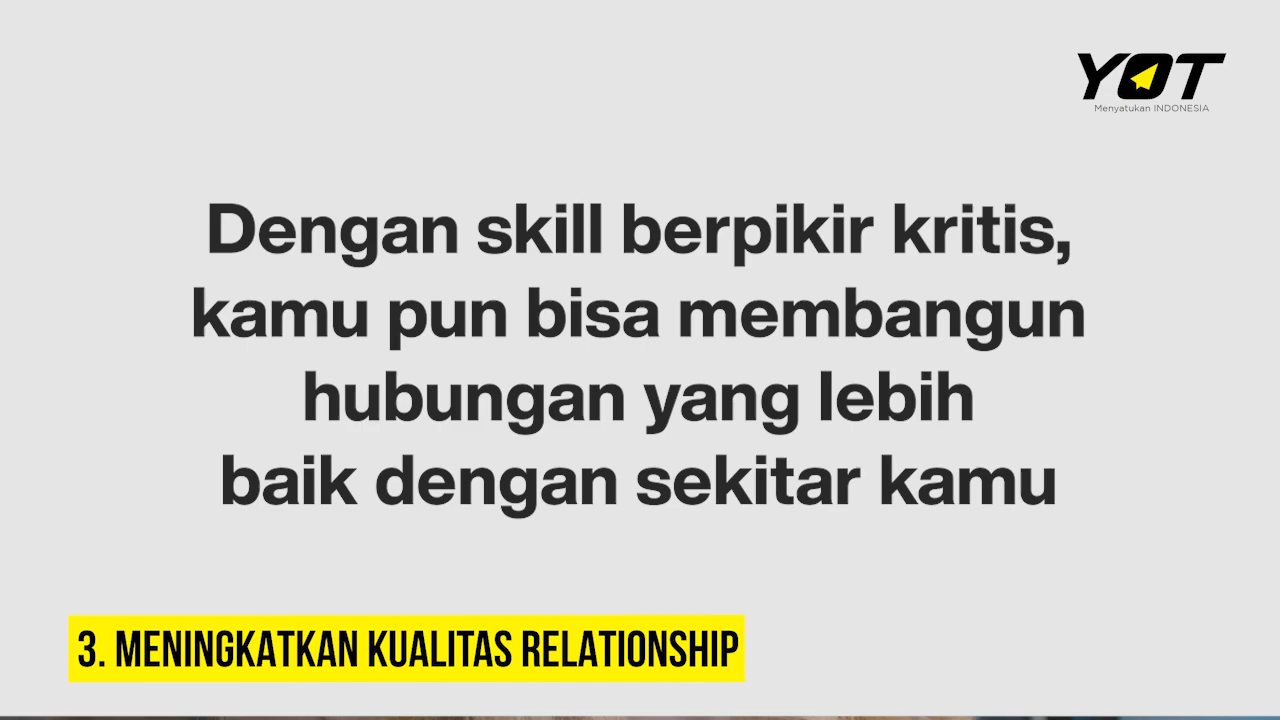 YOT
Menyatukan INDONESIA
Dengan skill berpikir kritis,
kamu pun bisa membangun
hubungan yang lebih
baik dengan sekitar kamu
3. MENINGKATKAN KUALITAS RELATIONSHIP